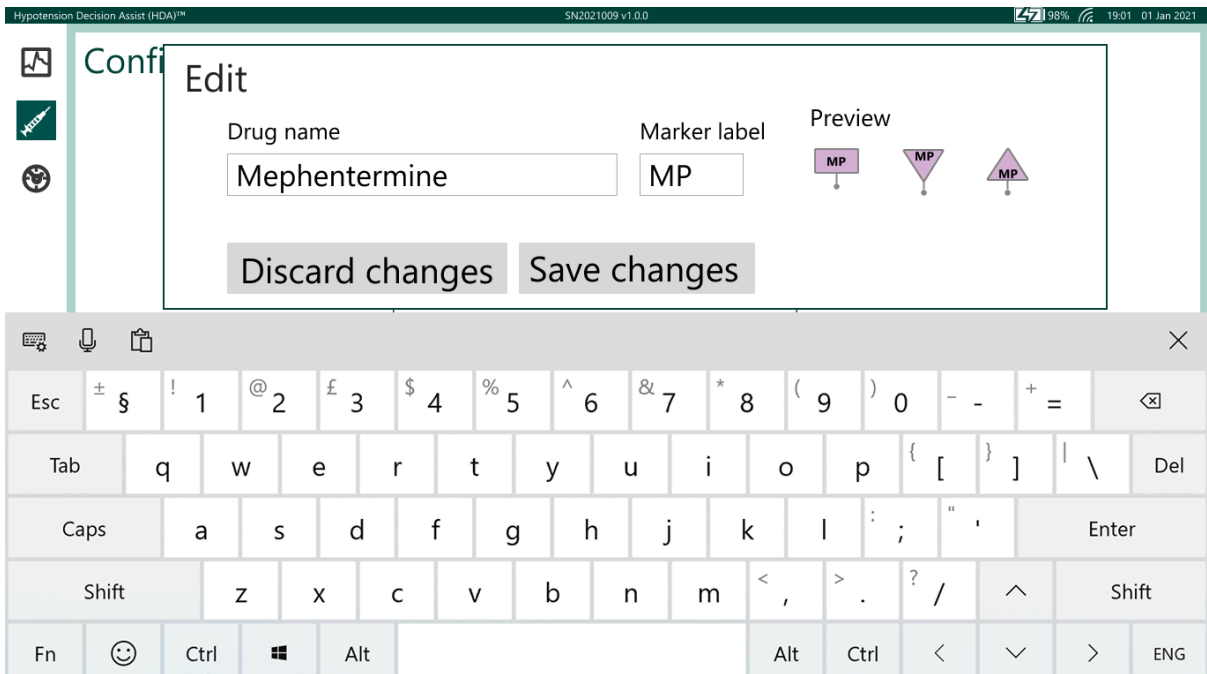 Hypotension Decision Assist (HDA)™ SN2021009 v1.0.0 98% 19:01 01 Jan 2021
Confi
Edit
Drug name Marker label Preview
Mephentermine MP MP MP MP
Discard changes Save changes
Esc ± § ! 1 @ 2 £ 3 $ 4 % 5 ^ 6 & 7 * 8 ( 9 ) 0 _ - + =
Tab q w e r t y u i o p { [ } ] | \ Del
Caps a s d f g h j k l : ; " ' Enter
Shift z x c v b n m < , > . ? / Shift
Fn Ctrl Alt Alt Ctrl ENG